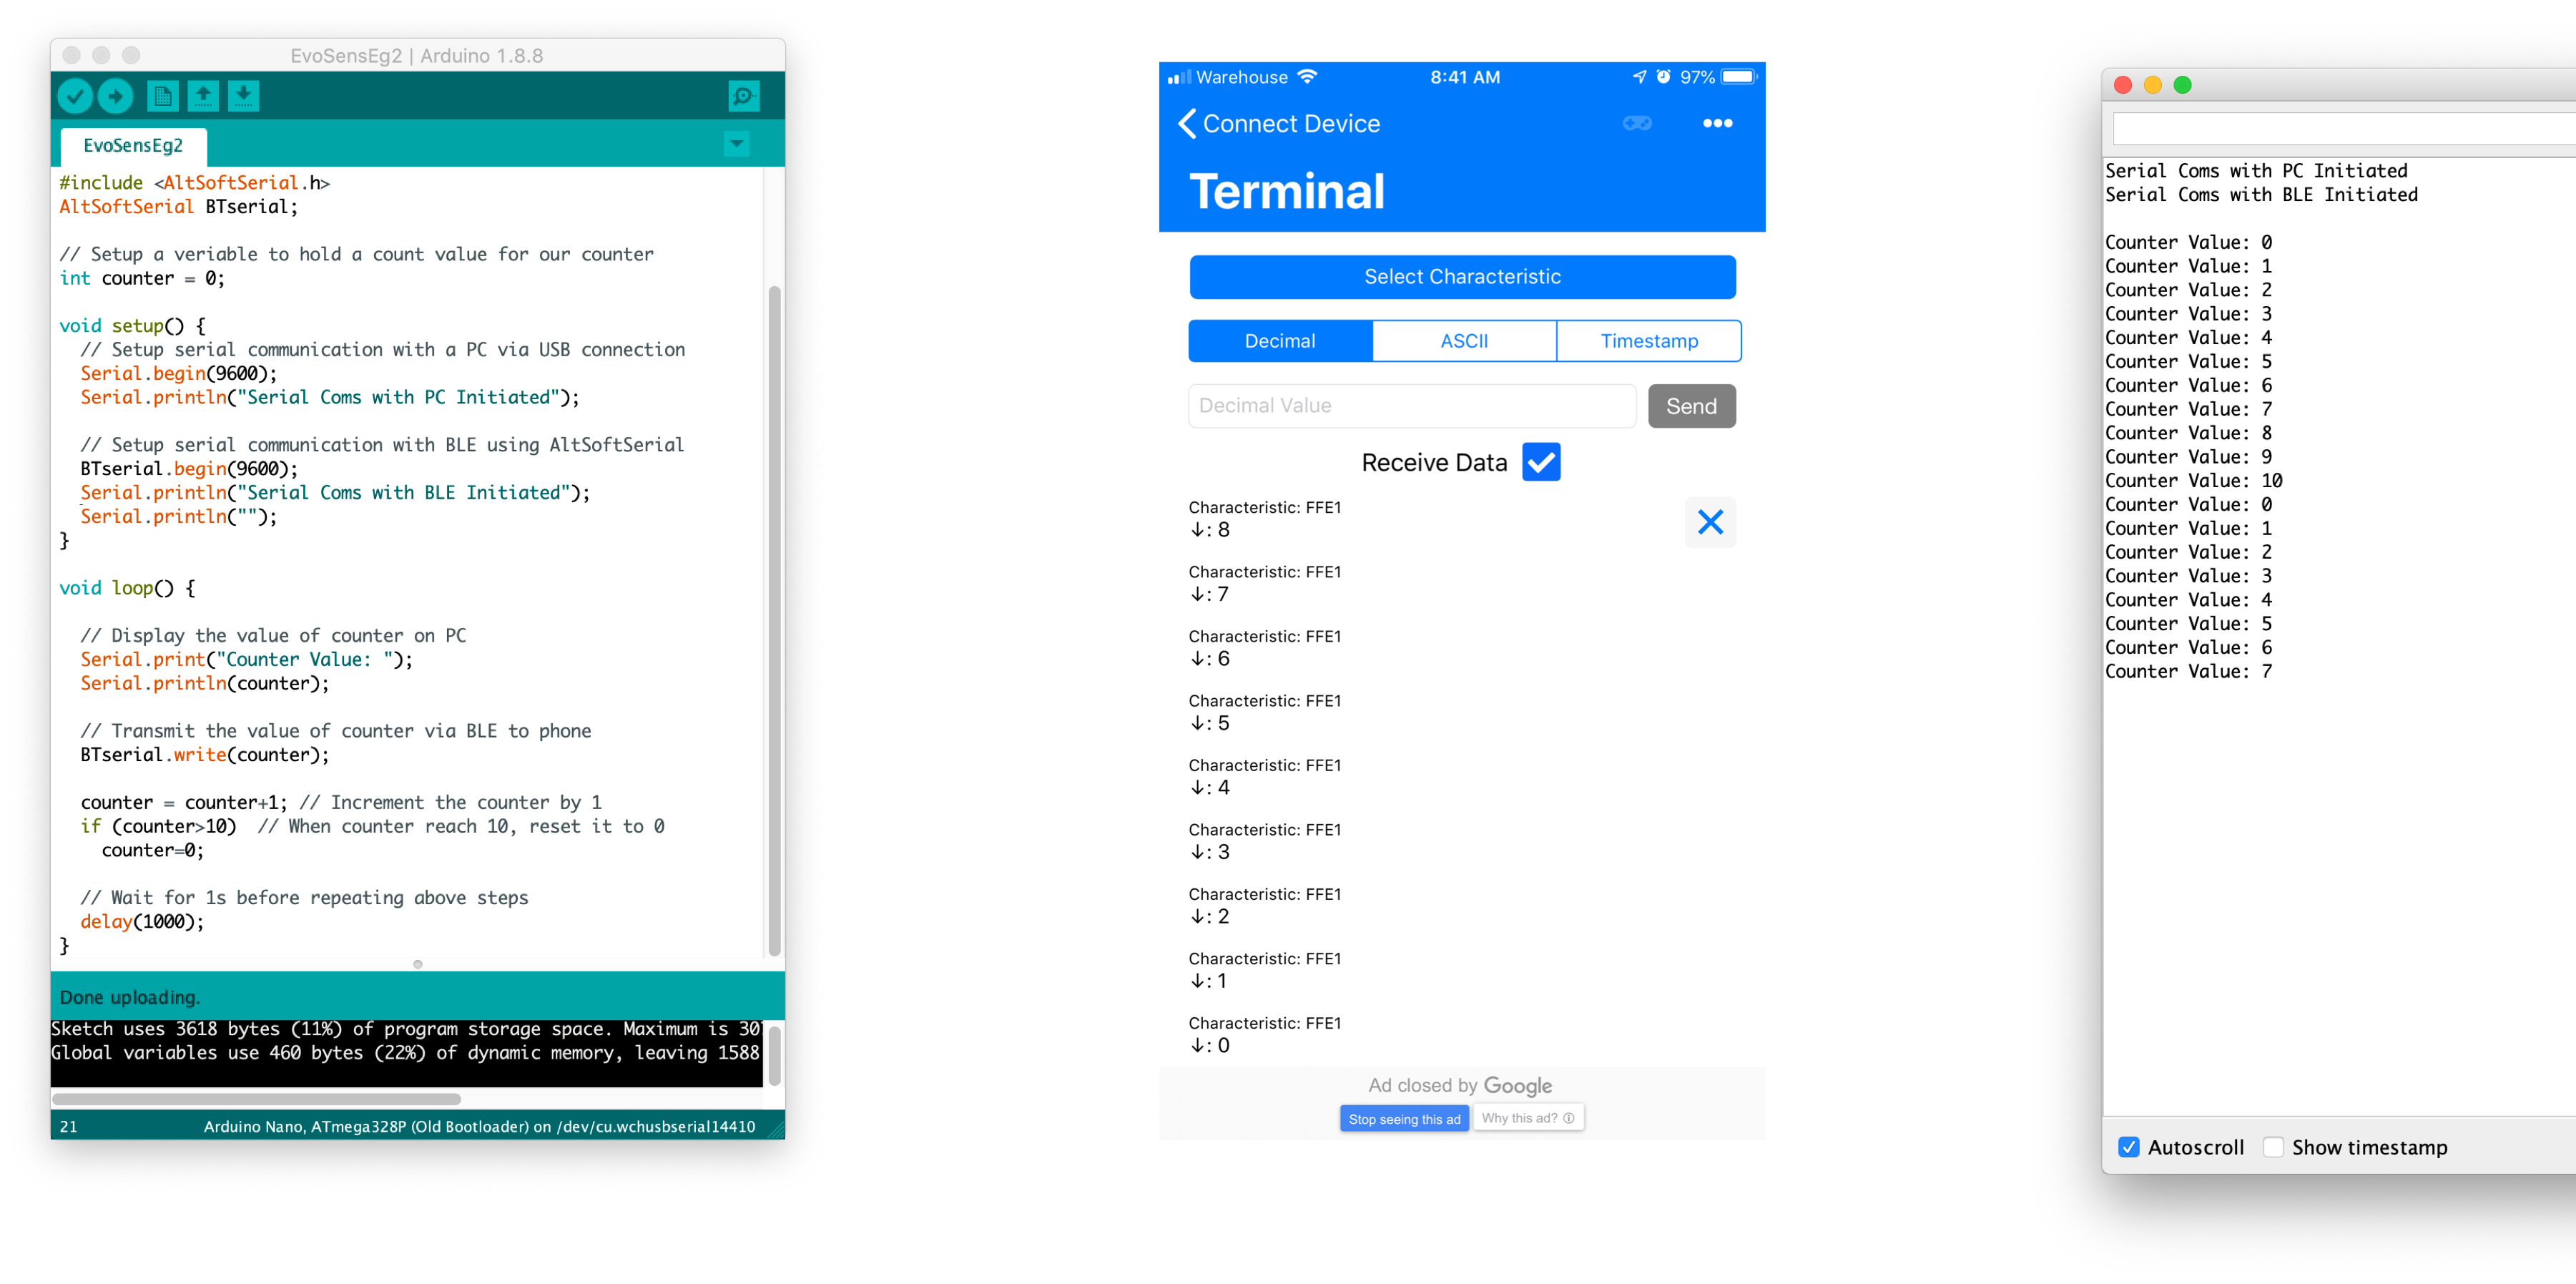 EvoSensEg2 | Arduino 1.8.8
EvoSensEg2
#include <AltSoftSerial.h>
AltSoftSerial BTserial;
// Setup a veriable to hold a count value for our counter
int counter = 0;
void setup() {
// Setup serial communication with a PC via USB connection
Serial.begin(9600);
Serial.println("Serial Coms with PC Initiated");
// Setup serial communication with BLE using AltSoftSerial
BTserial.begin(9600);
Serial.println("Serial Coms with BLE Initiated");
Serial.println("");
}
void loop() {
// Display the value of counter on PC
Serial.print("Counter Value: ");
Serial.println(counter);
// Transmit the value of counter via BLE to phone
BTserial.write(counter);
counter = counter+1; // Increment the counter by 1
if (counter>10)  // When counter reach 10, reset it to 0
counter=0;
// Wait for 1s before repeating above steps
delay(1000);
}
Done uploading.
Sketch uses 3618 bytes (11%) of program storage space. Maximum is 30
Global variables use 460 bytes (22%) of dynamic memory, leaving 1588
21 Arduino Nano, ATmega328P (Old Bootloader) on /dev/cu.wchusbserial14410
Warehouse 8:41 AM 97%
Connect Device
Terminal
Select Characteristic
Decimal ASCII Timestamp
Decimal Value Send
Receive Data
Characteristic: FFE1
↓: 8
Characteristic: FFE1
↓: 7
Characteristic: FFE1
↓: 6
Characteristic: FFE1
↓: 5
Characteristic: FFE1
↓: 4
Characteristic: FFE1
↓: 3
Characteristic: FFE1
↓: 2
Characteristic: FFE1
↓: 1
Characteristic: FFE1
↓: 0
Ad closed by Google
Stop seeing this ad Why this ad?
Serial Coms with PC Initiated
Serial Coms with BLE Initiated
Counter Value: 0
Counter Value: 1
Counter Value: 2
Counter Value: 3
Counter Value: 4
Counter Value: 5
Counter Value: 6
Counter Value: 7
Counter Value: 8
Counter Value: 9
Counter Value: 10
Counter Value: 0
Counter Value: 1
Counter Value: 2
Counter Value: 3
Counter Value: 4
Counter Value: 5
Counter Value: 6
Counter Value: 7
Autoscroll Show timestamp